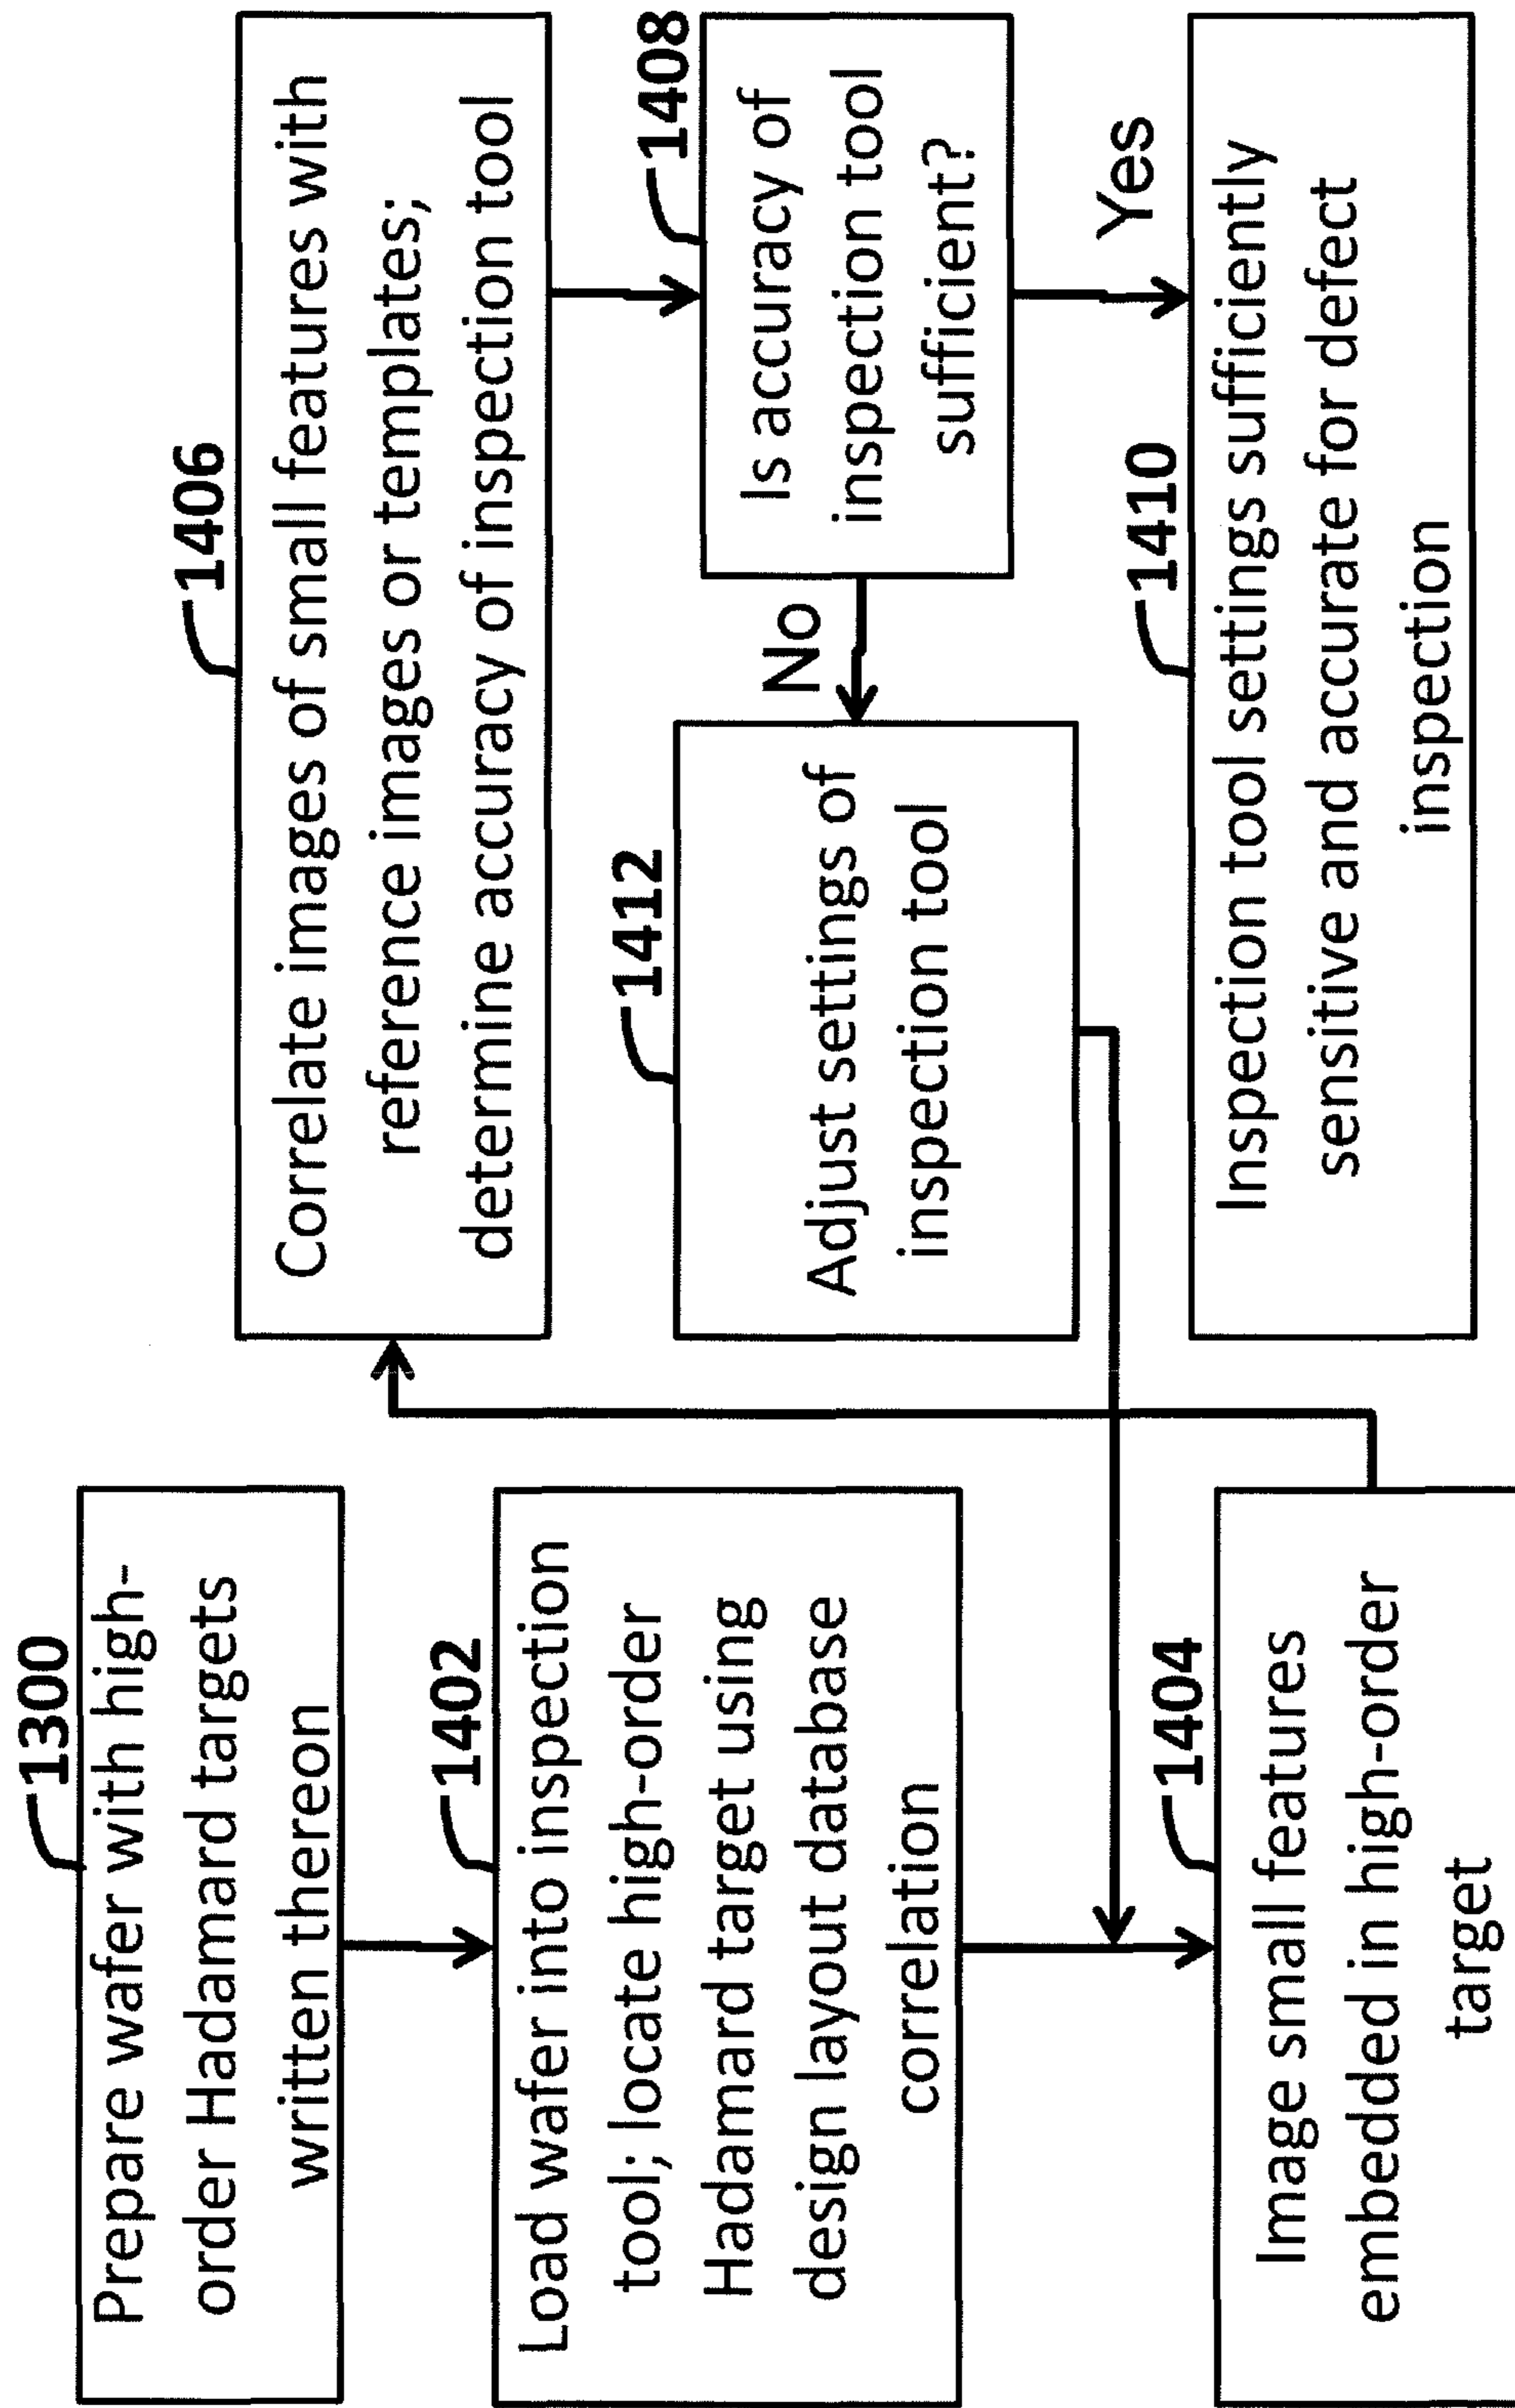 1300
Prepare wafer with high-
order Hadamard targets
written thereon
1402
Load wafer into inspection
tool; locate high-order
Hadamard target using
design layout database
correlation
1404
Image small features
embedded in high-order
target
1406
Correlate images of small features with
reference images or templates;
determine accuracy of inspection tool
1408
Is accuracy of
inspection tool
sufficient?
No
Yes
1412
Adjust settings of
inspection tool
1410
Inspection tool settings sufficiently
sensitive and accurate for defect
inspection